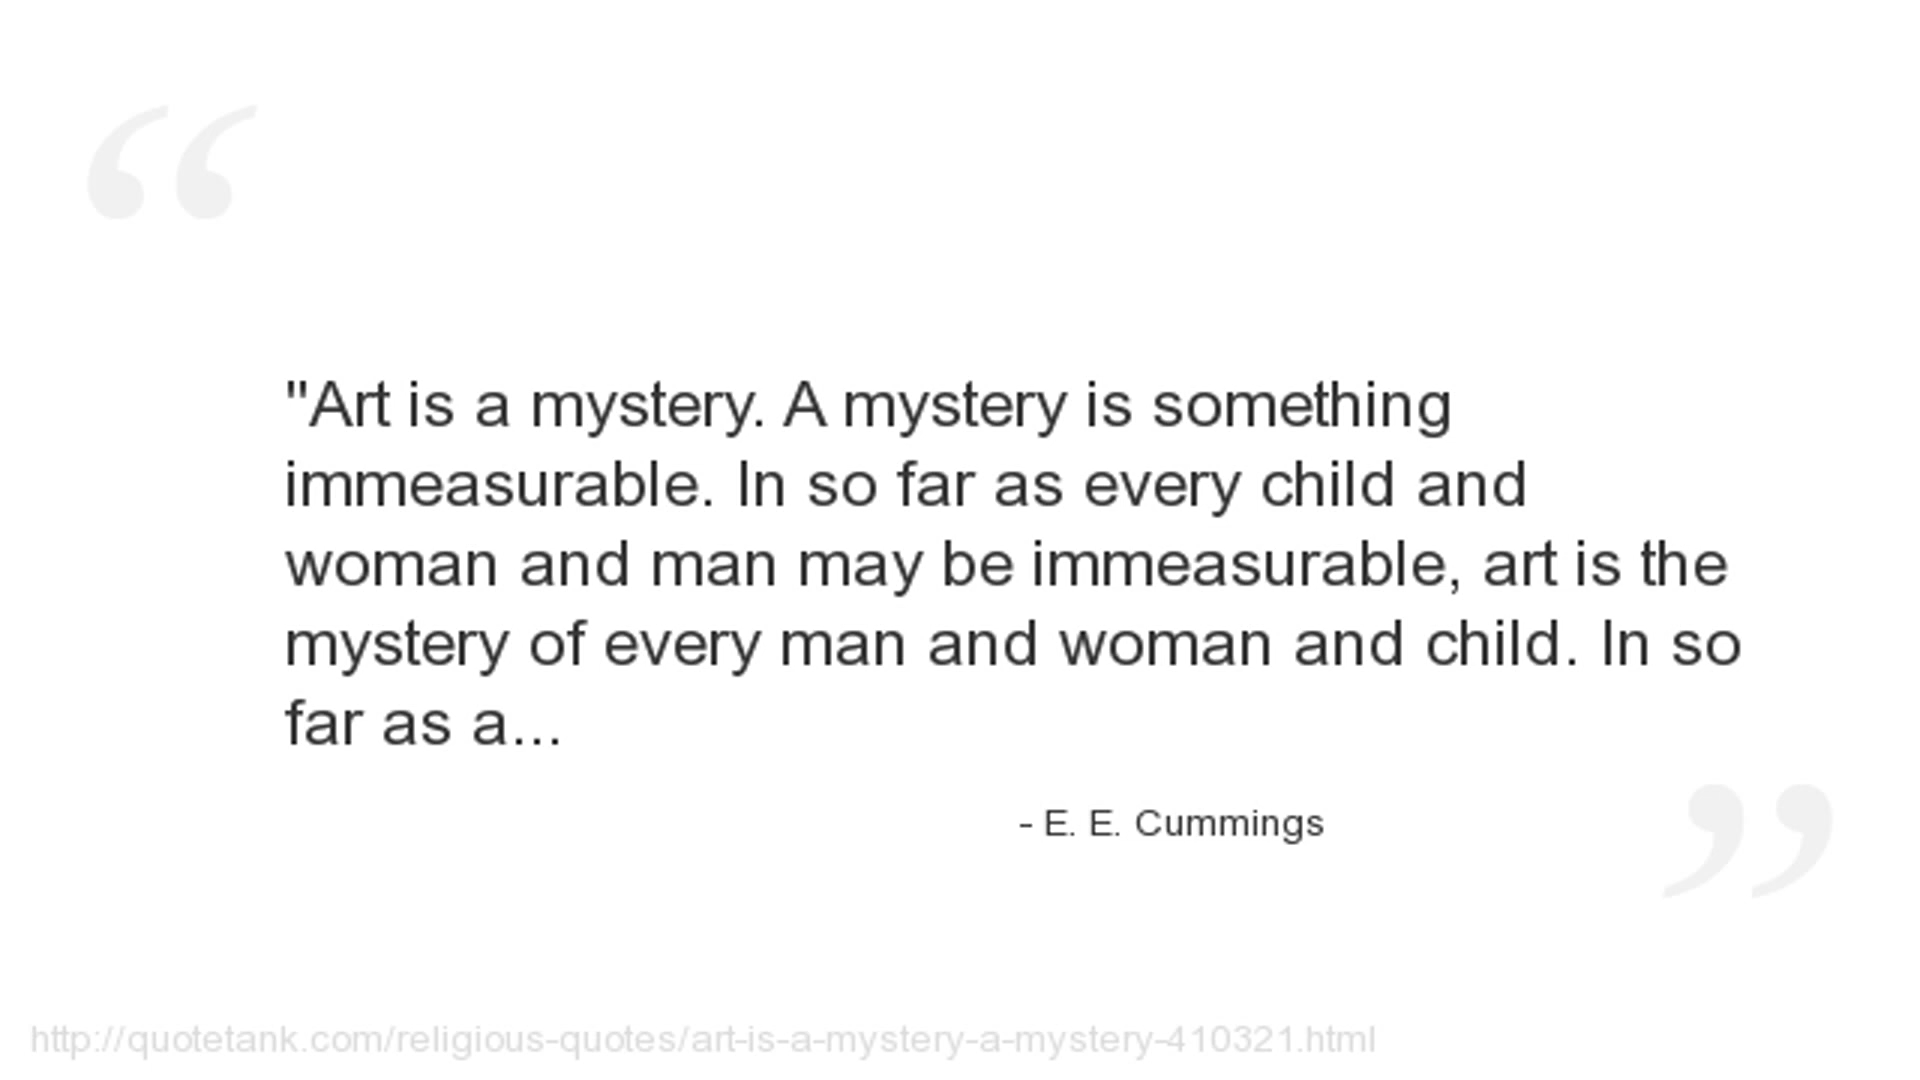 "Art is a mystery. A mystery is something
immeasurable. In so far as every child and
woman and man may be immeasurable, art is the
mystery of every man and woman and child. In so
far as a...
- E. E. Cummings
http://quotetank.com/religious-quotes/art-is-a-mystery-a-mystery-410321.html